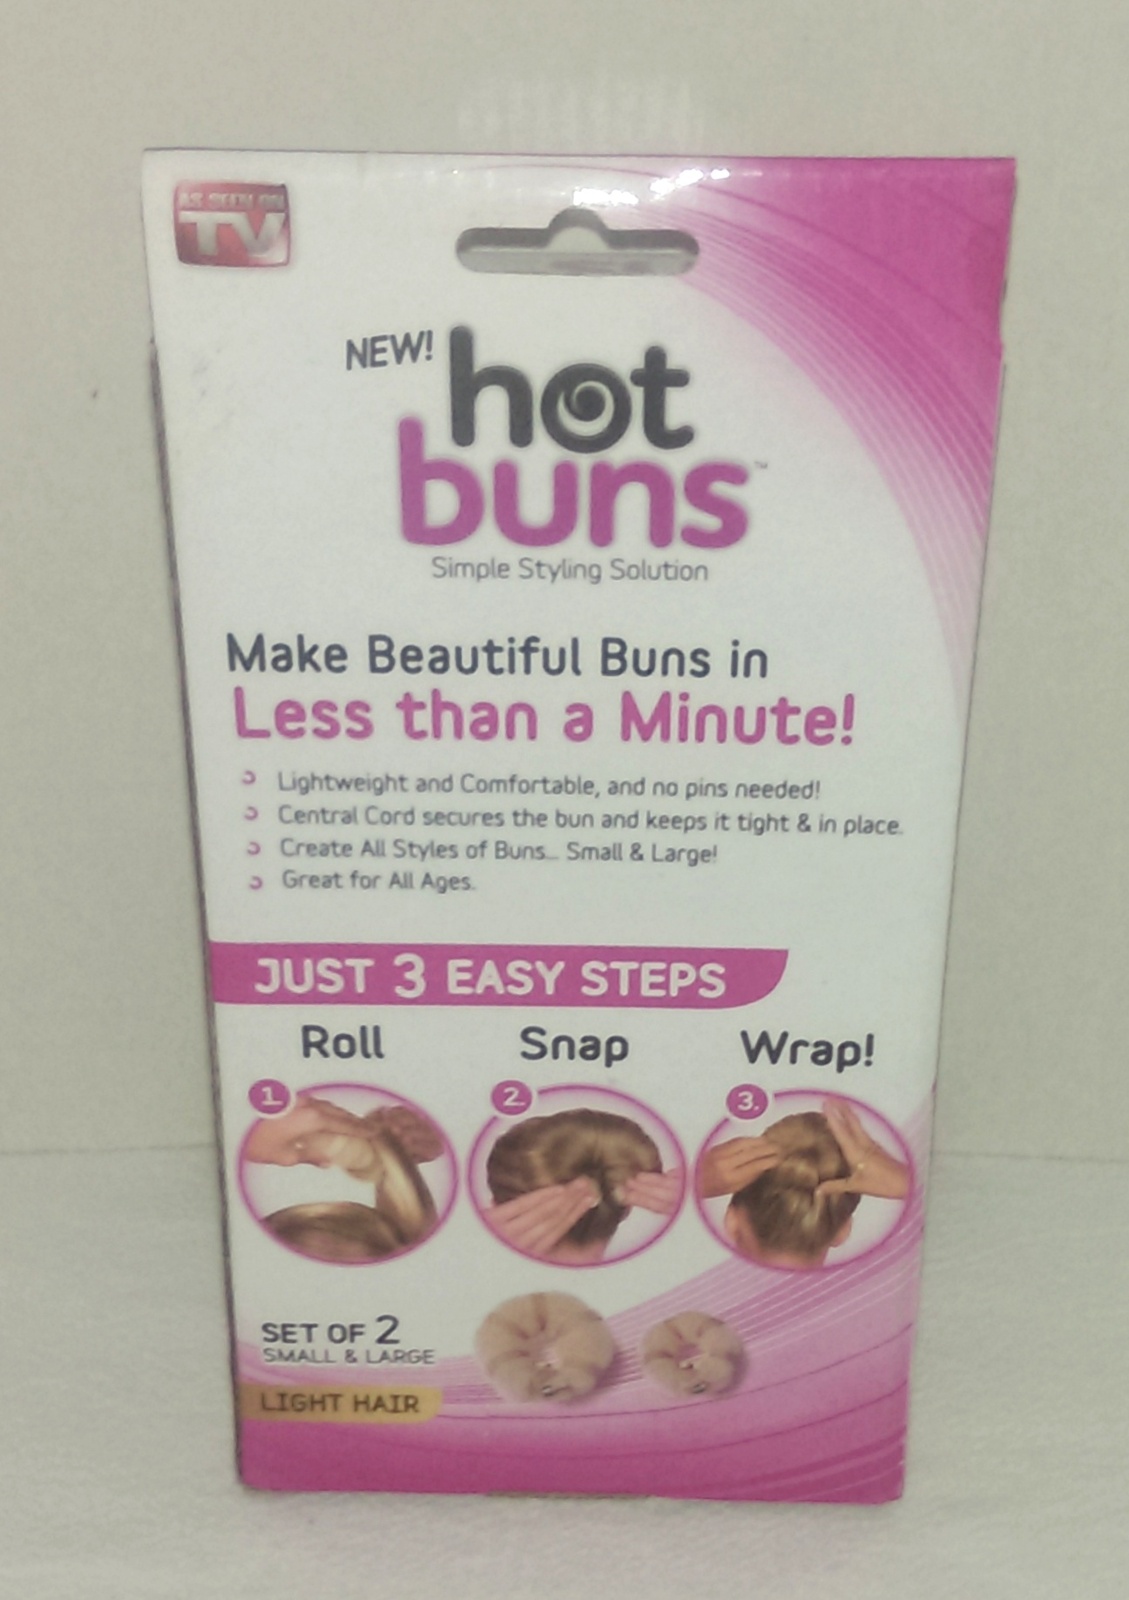 AS SEEN ON
TV
NEW!
hot
buns™
Simple Styling Solution
Make Beautiful Buns in
Less than a Minute!
Lightweight and Comfortable, and no pins needed!
Central Cord secures the bun and keeps it tight & in place.
Create All Styles of Buns... Small & Large!
Great for All Ages.
JUST 3 EASY STEPS
Roll Snap Wrap!
1. 2. 3.
SET OF 2
SMALL & LARGE
LIGHT HAIR